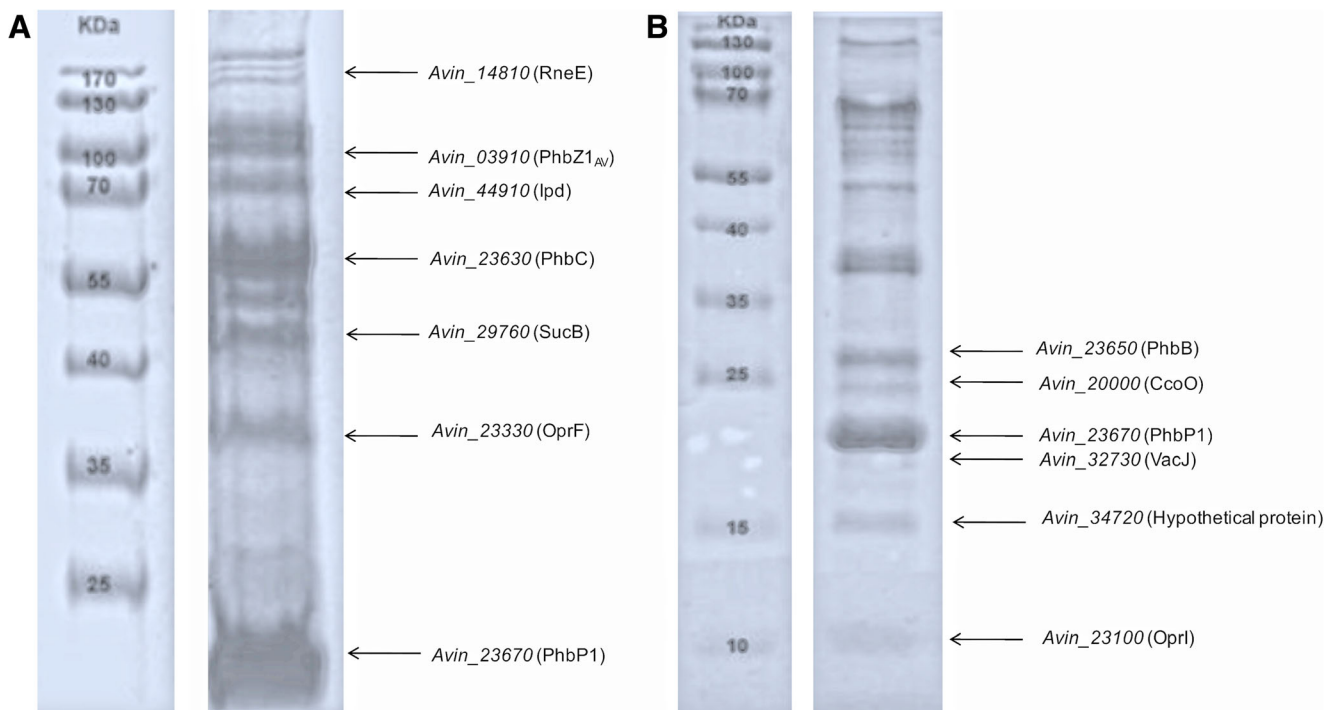 A
KDa
170
130
100
70
55
40
35
25
Avin_14810 (RneE)
Avin_03910 (PhbZ1AV)
Avin_44910 (lpd)
Avin_23630 (PhbC)
Avin_29760 (SucB)
Avin_23330 (OprF)
Avin_23670 (PhbP1)
B
KDa
130
100
70
55
40
35
25
15
10
Avin_23650 (PhbB)
Avin_20000 (CcoO)
Avin_23670 (PhbP1)
Avin_32730 (VacJ)
Avin_34720 (Hypothetical protein)
Avin_23100 (OprI)